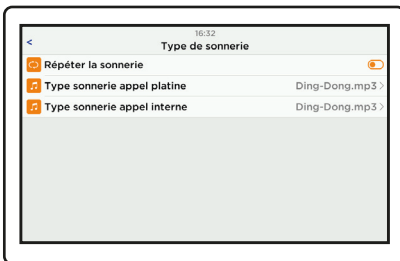 16:32
< Type de sonnerie
Répéter la sonnerie
Type sonnerie appel platine Ding-Dong.mp3 >
Type sonnerie appel interne Ding-Dong.mp3 >